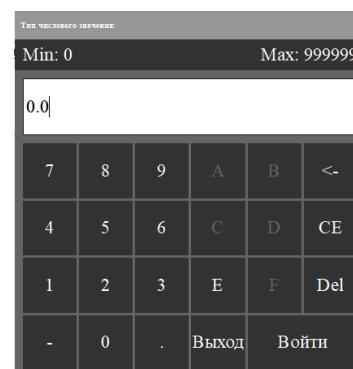 Тип числового значения:
Min: 0 Max: 999999
0.0
7 8 9 A B <-
4 5 6 C D CE
1 2 3 E F Del
- 0 . Выход Войти